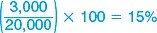 (3,000/20,000) × 100 = 15%